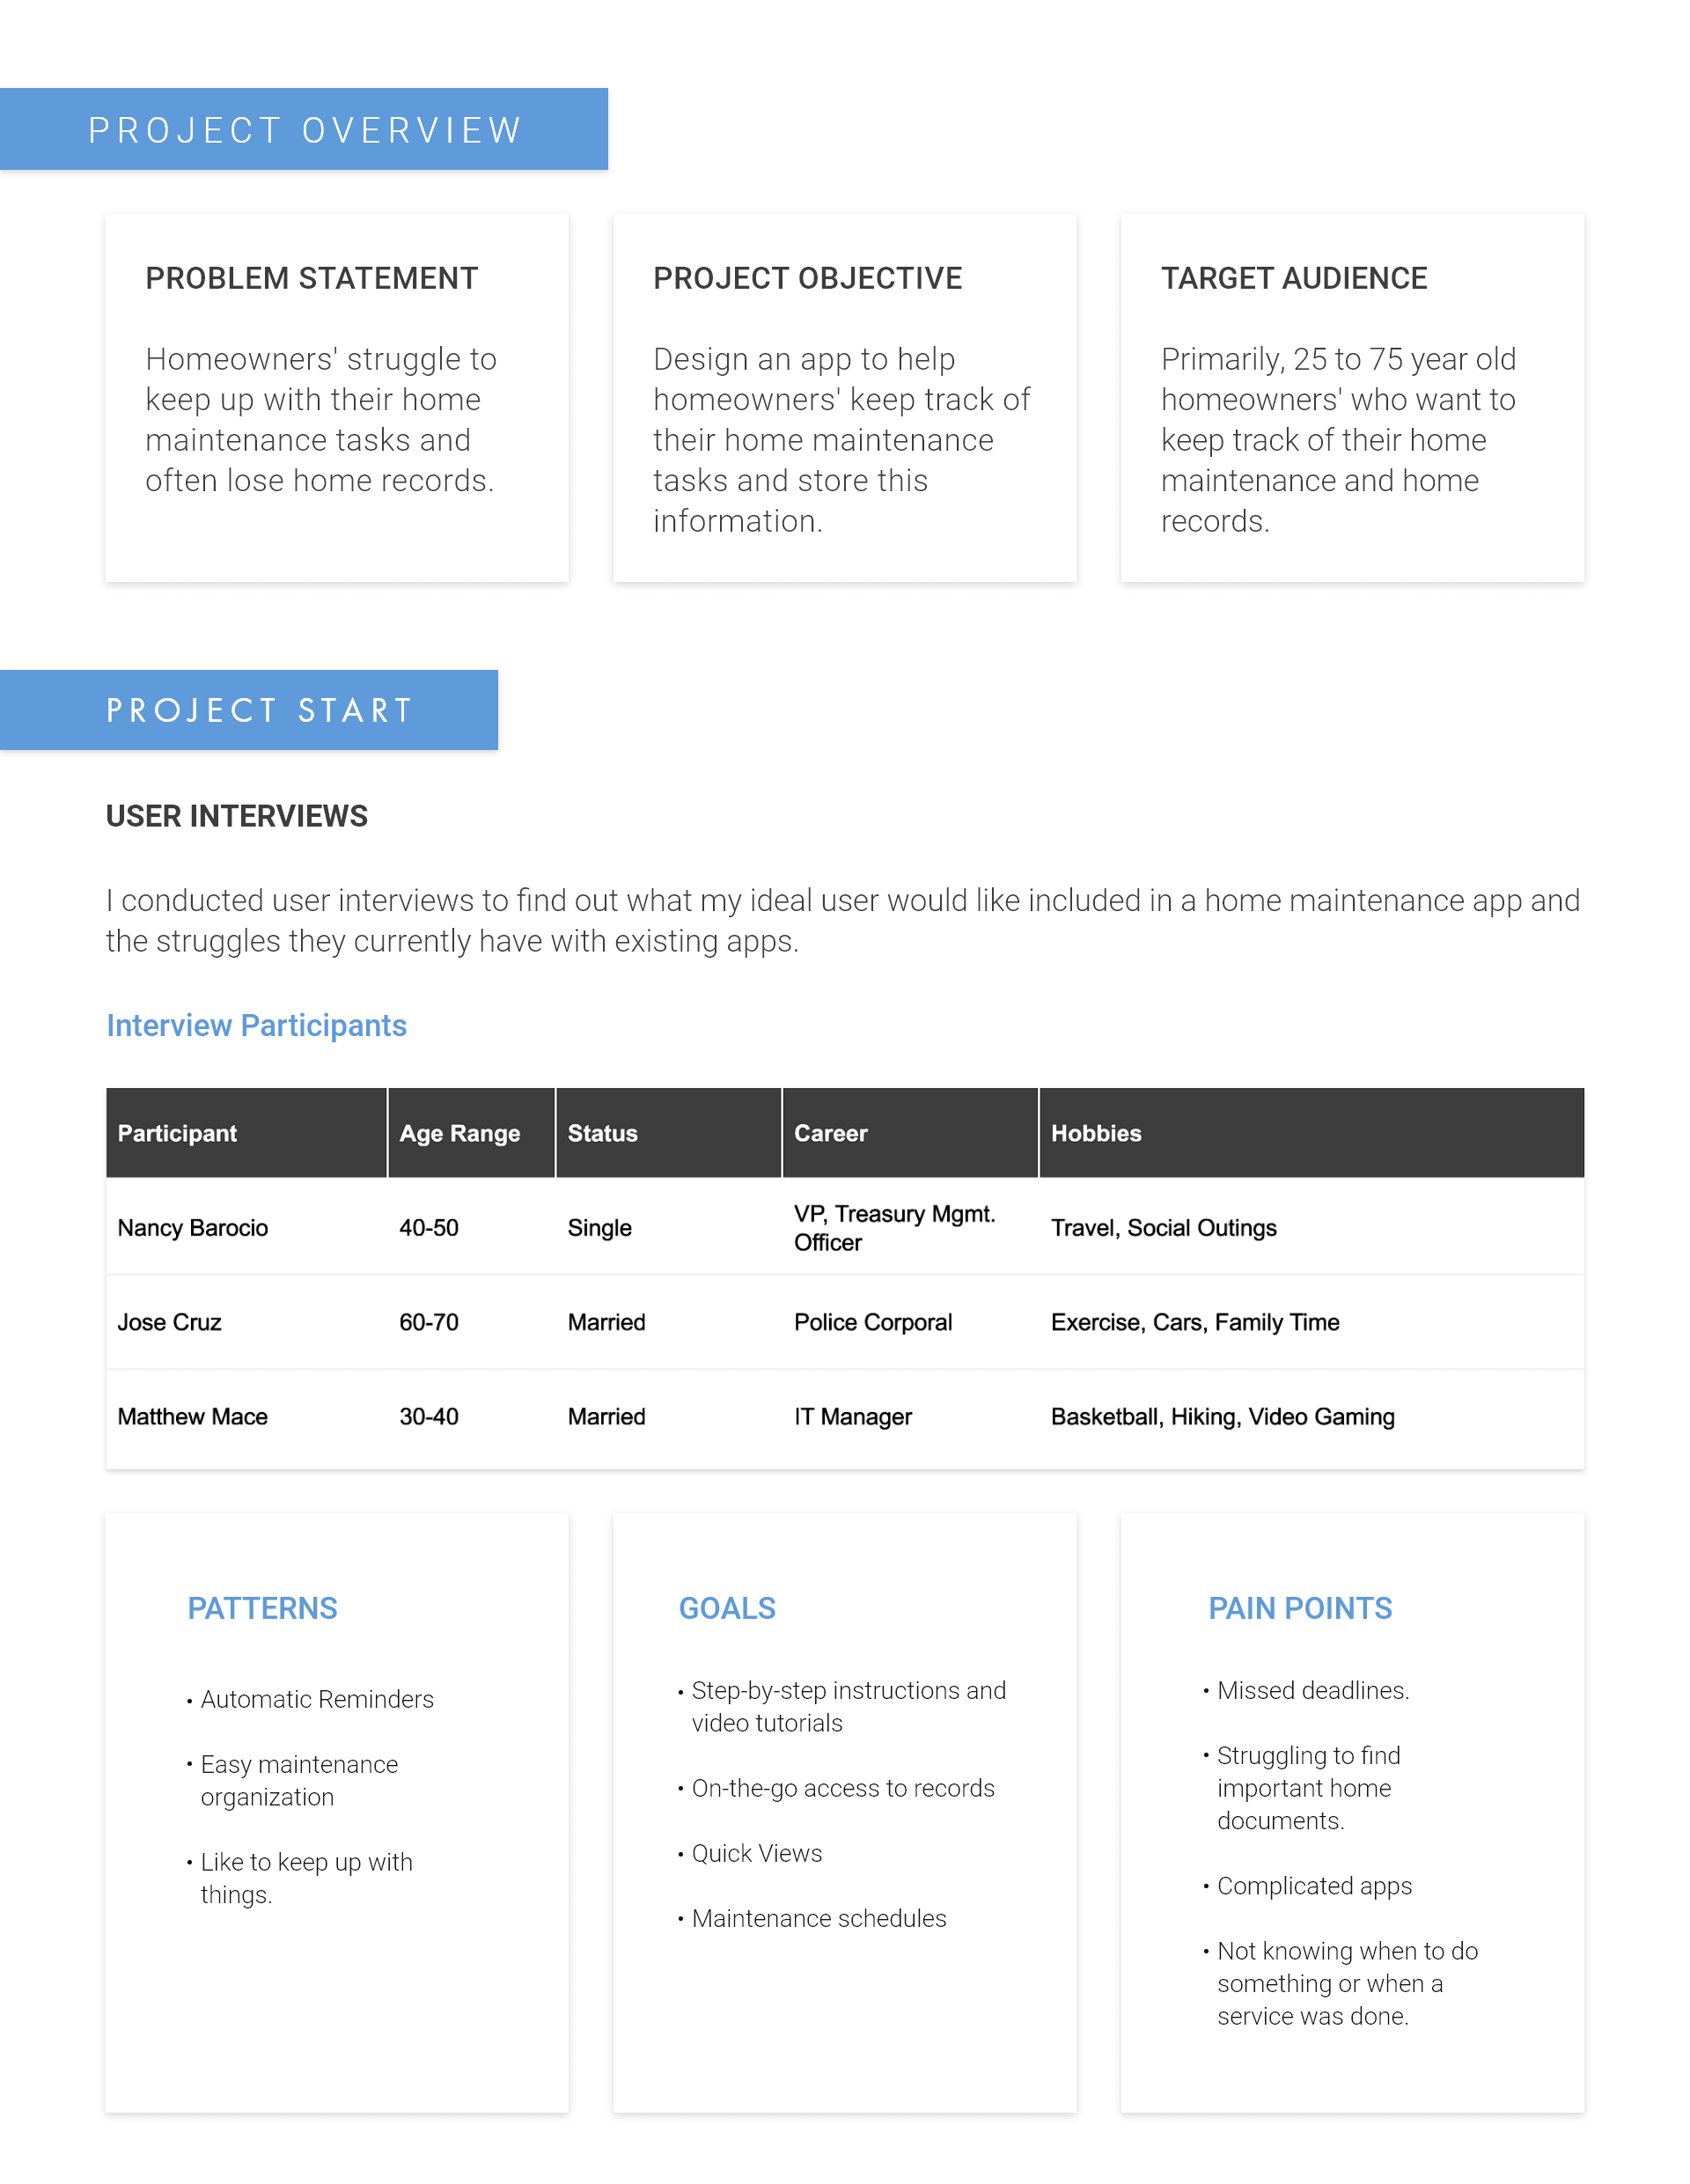 PROJECT OVERVIEW
PROBLEM STATEMENT
Homeowners' struggle to
keep up with their home
maintenance tasks and
often lose home records.
PROJECT OBJECTIVE
Design an app to help
homeowners' keep track of
their home maintenance
tasks and store this
information.
TARGET AUDIENCE
Primarily, 25 to 75 year old
homeowners' who want to
keep track of their home
maintenance and home
records.
PROJECT START
USER INTERVIEWS
I conducted user interviews to find out what my ideal user would like included in a home maintenance app and
the struggles they currently have with existing apps.
Interview Participants
Participant Age Range Status Career Hobbies
Nancy Barocio 40-50 Single VP, Treasury Mgmt. Officer Travel, Social Outings
Jose Cruz 60-70 Married Police Corporal Exercise, Cars, Family Time
Matthew Mace 30-40 Married IT Manager Basketball, Hiking, Video Gaming
PATTERNS
• Automatic Reminders
• Easy maintenance
organization
• Like to keep up with
things.
GOALS
• Step-by-step instructions and
video tutorials
• On-the-go access to records
• Quick Views
• Maintenance schedules
PAIN POINTS
• Missed deadlines.
• Struggling to find
important home
documents.
• Complicated apps
• Not knowing when to do
something or when a
service was done.